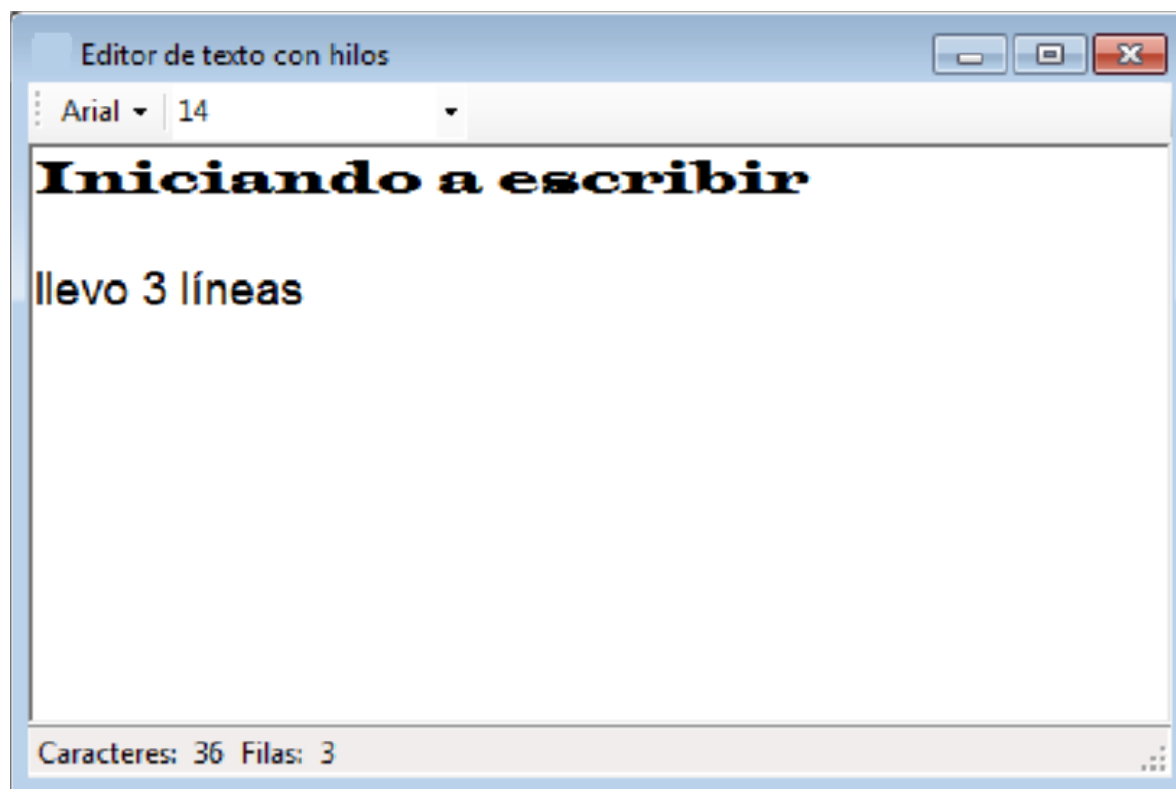 Editor de texto con hilos
Arial 14
Iniciando a escribir
llevo 3 líneas
Caracteres: 36 Filas: 3